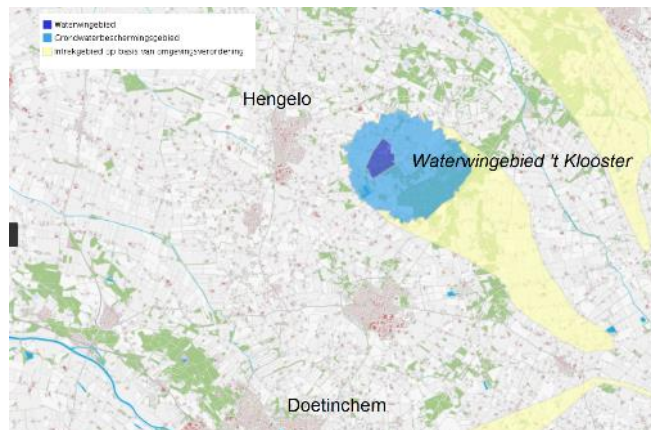 Waterwingebied
Grondwaterbeschermingsgebied
Intrekgebied op basis van omgevingsverordening
Hengelo
Waterwingebied 't Klooster
Doetinchem